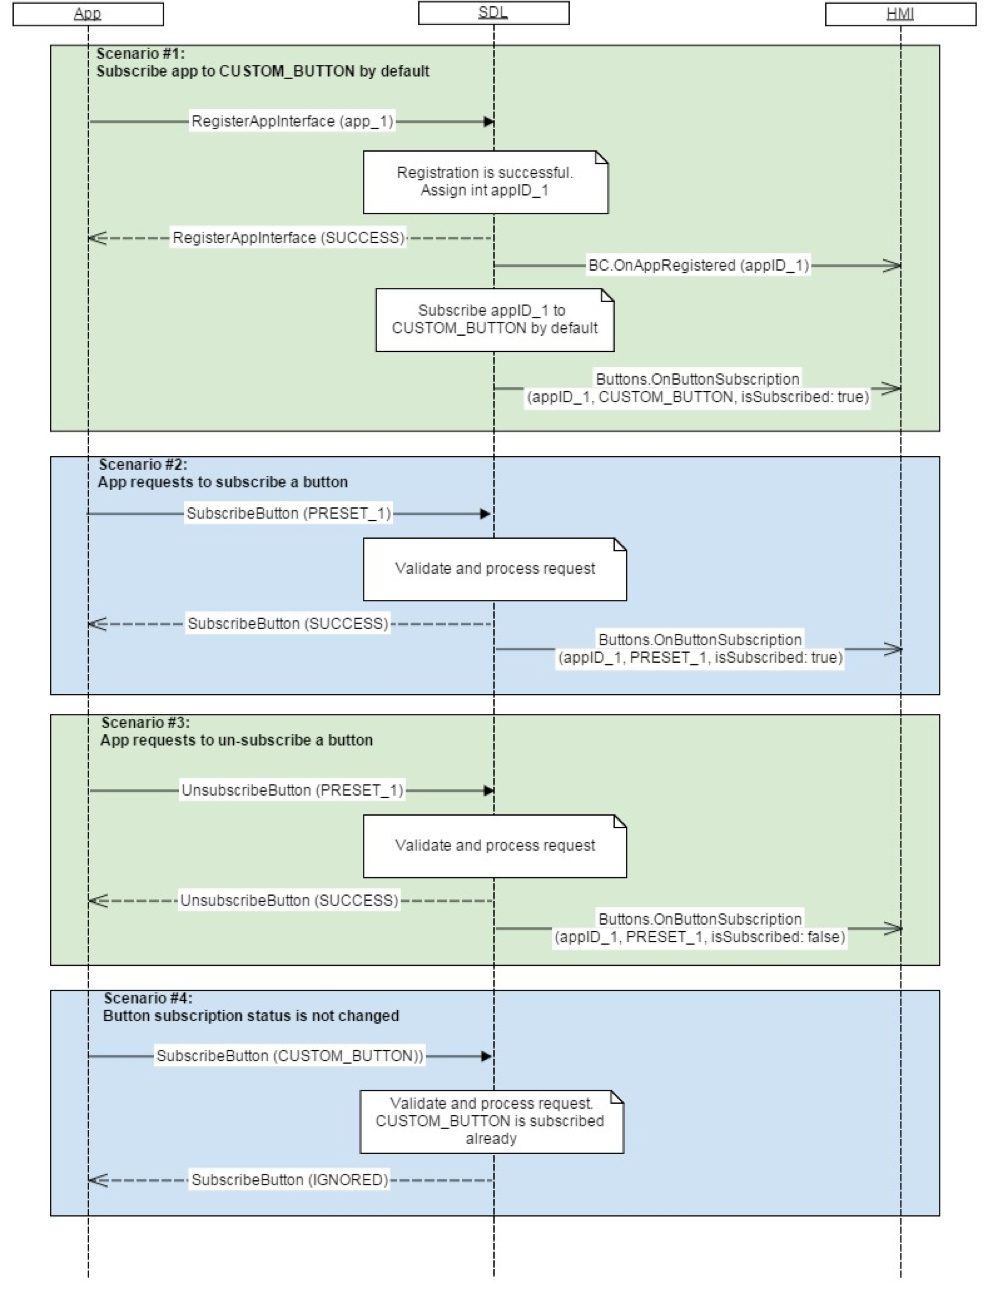 App
SDL
HMI
Scenario #1:
Subscribe app to CUSTOM_BUTTON by default
RegisterAppInterface (app_1)
Registration is successful.
Assign int appID_1
RegisterAppInterface (SUCCESS)
BC.OnAppRegistered (appID_1)
Subscribe appID_1 to
CUSTOM_BUTTON by default
Buttons.OnButtonSubscription
(appID_1, CUSTOM_BUTTON, isSubscribed: true)
Scenario #2:
App requests to subscribe a button
SubscribeButton (PRESET_1)
Validate and process request
SubscribeButton (SUCCESS)
Buttons.OnButtonSubscription
(appID_1, PRESET_1, isSubscribed: true)
Scenario #3:
App requests to un-subscribe a button
UnsubscribeButton (PRESET_1)
Validate and process request
UnsubscribeButton (SUCCESS)
Buttons.OnButtonSubscription
(appID_1, PRESET_1, isSubscribed: false)
Scenario #4:
Button subscription status is not changed
SubscribeButton (CUSTOM_BUTTON))
Validate and process request.
CUSTOM_BUTTON is subscribed
already
SubscribeButton (IGNORED)